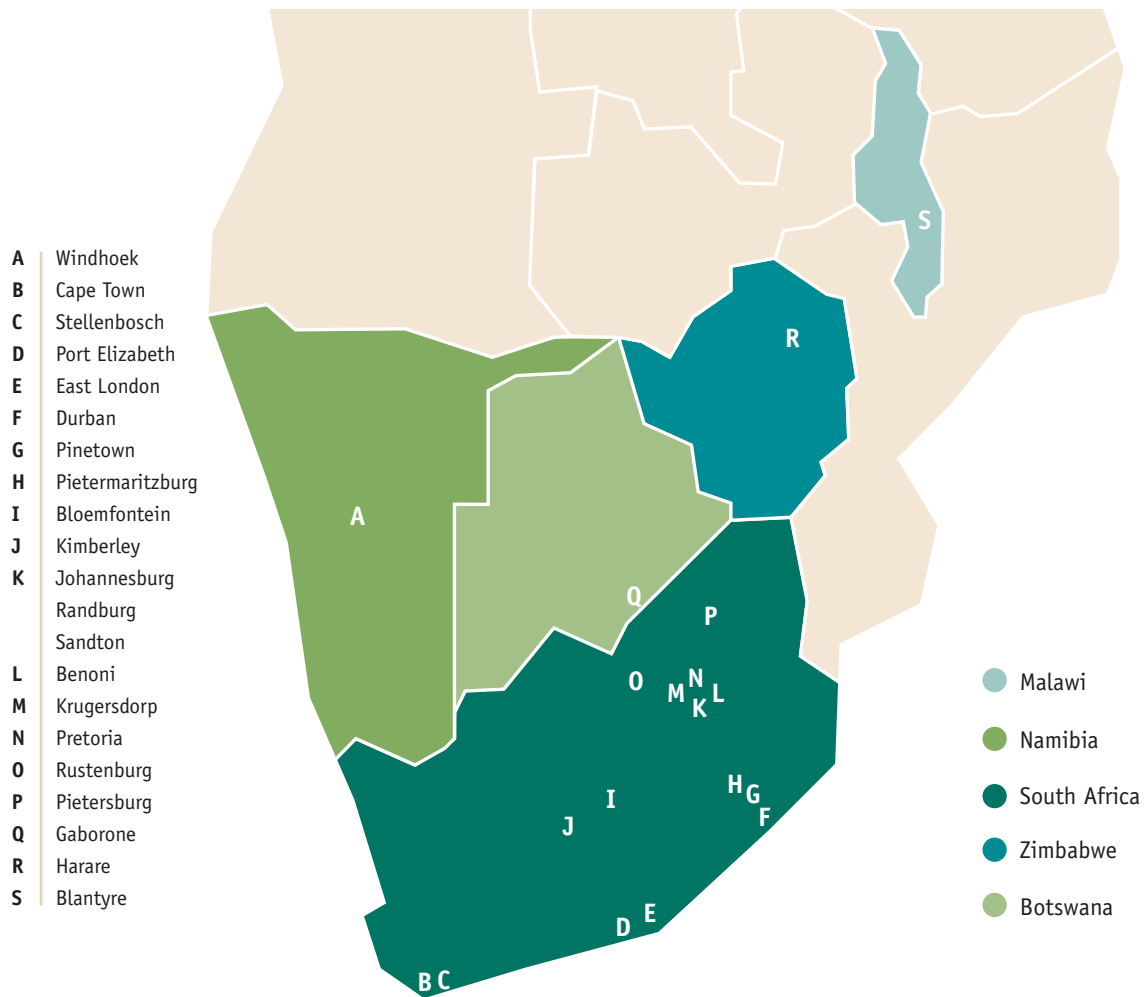 A Windhoek
B Cape Town
C Stellenbosch
D Port Elizabeth
E East London
F Durban
G Pinetown
H Pietermaritzburg
I Bloemfontein
J Kimberley
K Johannesburg
Randburg
Sandton
L Benoni
M Krugersdorp
N Pretoria
O Rustenburg
P Pietersburg
Q Gaborone
R Harare
S Blantyre
S
R
A
Q
P
O
N
M
L
K
H
G
I
F
J
E
D
B
C
Malawi
Namibia
South Africa
Zimbabwe
Botswana